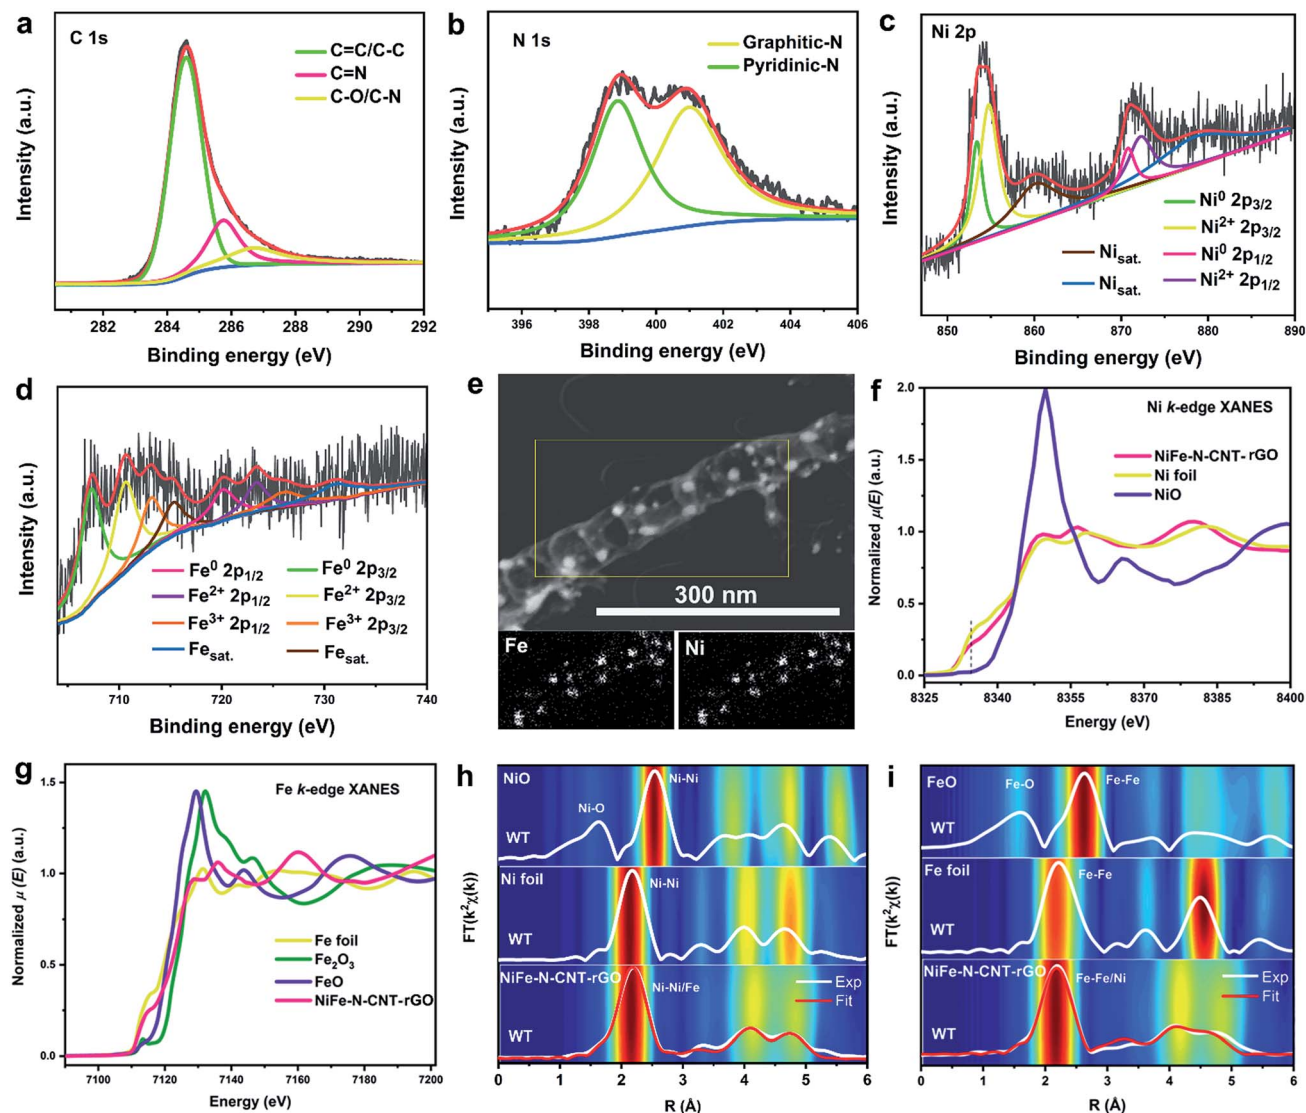 a
C 1s
C=C/C-C
C=N
C-O/C-N
Intensity (a.u.)
282 284 286 288 290 292
Binding energy (eV)
b
N 1s
Graphitic-N
Pyridinic-N
Intensity (a.u.)
396 398 400 402 404 406
Binding energy (eV)
c
Ni 2p
Ni⁰ 2p₃/₂
Ni²⁺ 2p₃/₂
Ni⁰ 2p₁/₂
Ni²⁺ 2p₁/₂
Ni_sat.
Ni_sat.
Intensity (a.u.)
850 860 870 880 890
Binding energy (eV)
d
Fe⁰ 2p₁/₂
Fe²⁺ 2p₁/₂
Fe³⁺ 2p₁/₂
Fe_sat.
Fe⁰ 2p₃/₂
Fe²⁺ 2p₃/₂
Fe³⁺ 2p₃/₂
Fe_sat.
Intensity (a.u.)
710 720 730 740
Binding energy (eV)
e
300 nm
Fe
Ni
f
Ni k-edge XANES
NiFe-N-CNT-rGO
Ni foil
NiO
Normalized μ(E) (a.u.)
2.0
1.5
1.0
0.5
0.0
8325 8340 8355 8370 8385 8400
Energy (eV)
g
Fe k-edge XANES
Fe foil
Fe₂O₃
FeO
NiFe-N-CNT-rGO
Normalized μ (E) (a.u.)
1.5
1.0
0.5
0.0
7100 7120 7140 7160 7180 7200
Energy (eV)
h
NiO
Ni-O
Ni-Ni
WT
Ni foil
Ni-Ni
WT
NiFe-N-CNT-rGO
Ni-Ni/Fe
Exp
Fit
WT
FT(k²χ(k))
0 1 2 3 4 5 6
R (Å)
i
FeO
Fe-O
Fe-Fe
WT
Fe foil
Fe-Fe
WT
NiFe-N-CNT-rGO
Fe-Fe/Ni
Exp
Fit
WT
FT(k²χ(k))
0 1 2 3 4 5 6
R (Å)